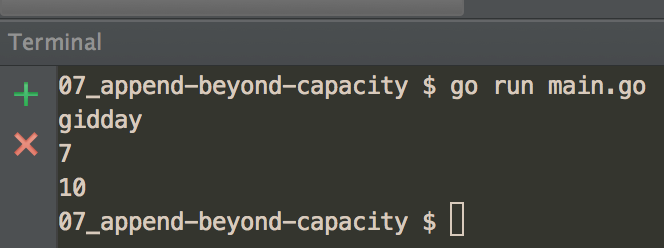 Terminal
07_append-beyond-capacity $ go run main.go
gidday
7
10
07_append-beyond-capacity $